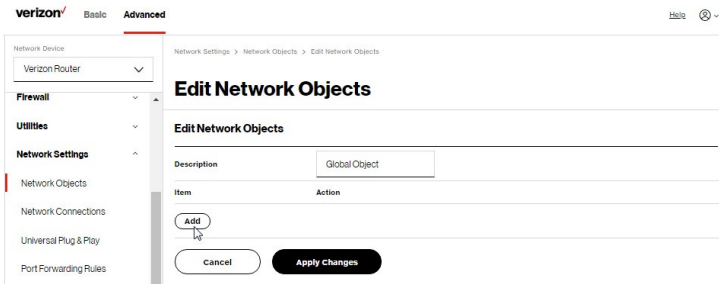 verizon✓ Basic Advanced Help
Network Device
Verizon Router
Firewall
Utilities
Network Settings
Network Objects
Network Connections
Universal Plug & Play
Port Forwarding Rules
Network Settings > Network Objects > Edit Network Objects
Edit Network Objects
Edit Network Objects
Description Global Object
Item Action
Add
Cancel Apply Changes